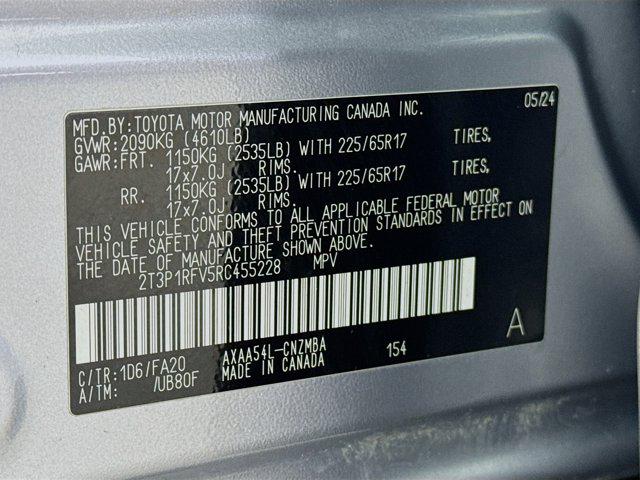 MFD.BY:TOYOTA MOTOR MANUFACTURING CANADA INC. 05/24
GVWR:2090KG (4610LB)
GAWR:FRT. 1150KG (2535LB) WITH 225/65R17 TIRES,
17x7.0J RIMS.
RR. 1150KG (2535LB) WITH 225/65R17 TIRES,
17x7.0J RIMS.
THIS VEHICLE CONFORMS TO ALL APPLICABLE FEDERAL MOTOR
VEHICLE SAFETY AND THEFT PREVENTION STANDARDS IN EFFECT ON
THE DATE OF MANUFACTURE SHOWN ABOVE.
2T3P1RFV5RC455228 MPV
A
C/TR:1D6/FA20 AXAA54L-CNZMBA 154
A/TM: /UB80F MADE IN CANADA